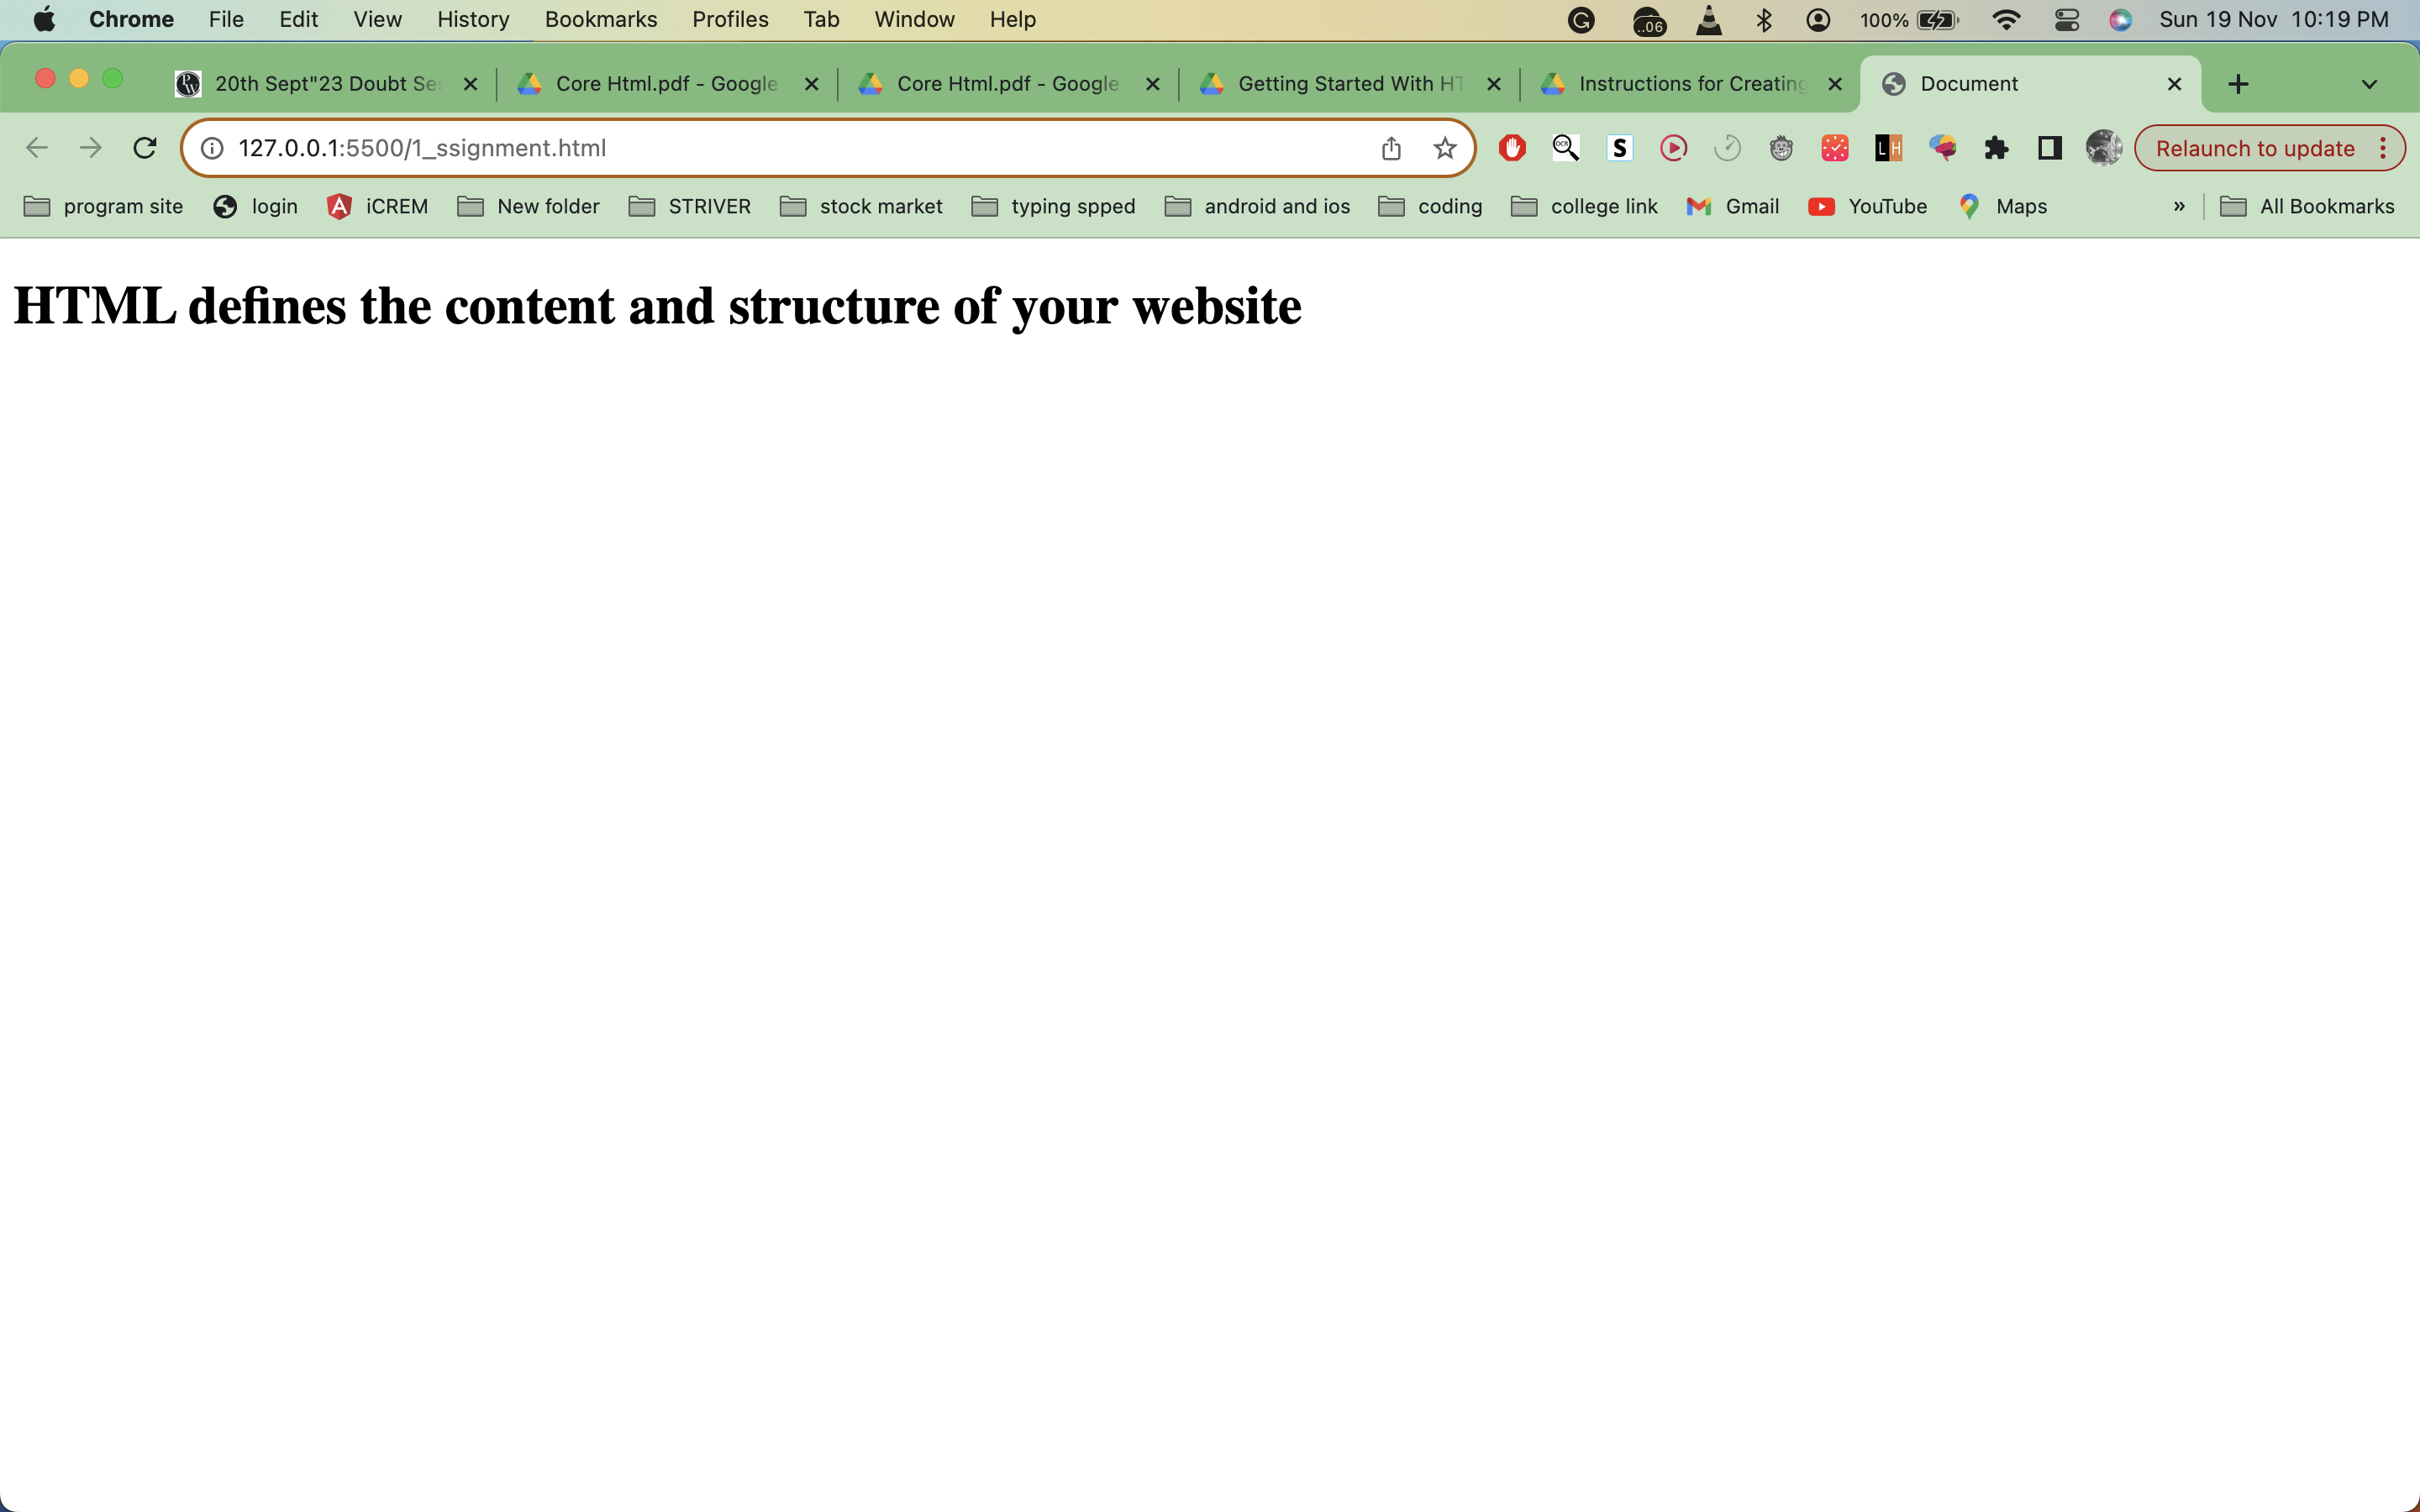 Chrome File Edit View History Bookmarks Profiles Tab Window Help ..06 100% Sun 19 Nov 10:19 PM
20th Sept"23 Doubt Ses Core Html.pdf - Google Core Html.pdf - Google Getting Started With HT Instructions for Creating Document
127.0.0.1:5500/1_ssignment.html OCR S L H Relaunch to update
program site login iCREM New folder STRIVER stock market typing spped android and ios coding college link Gmail YouTube Maps » All Bookmarks
HTML defines the content and structure of your website